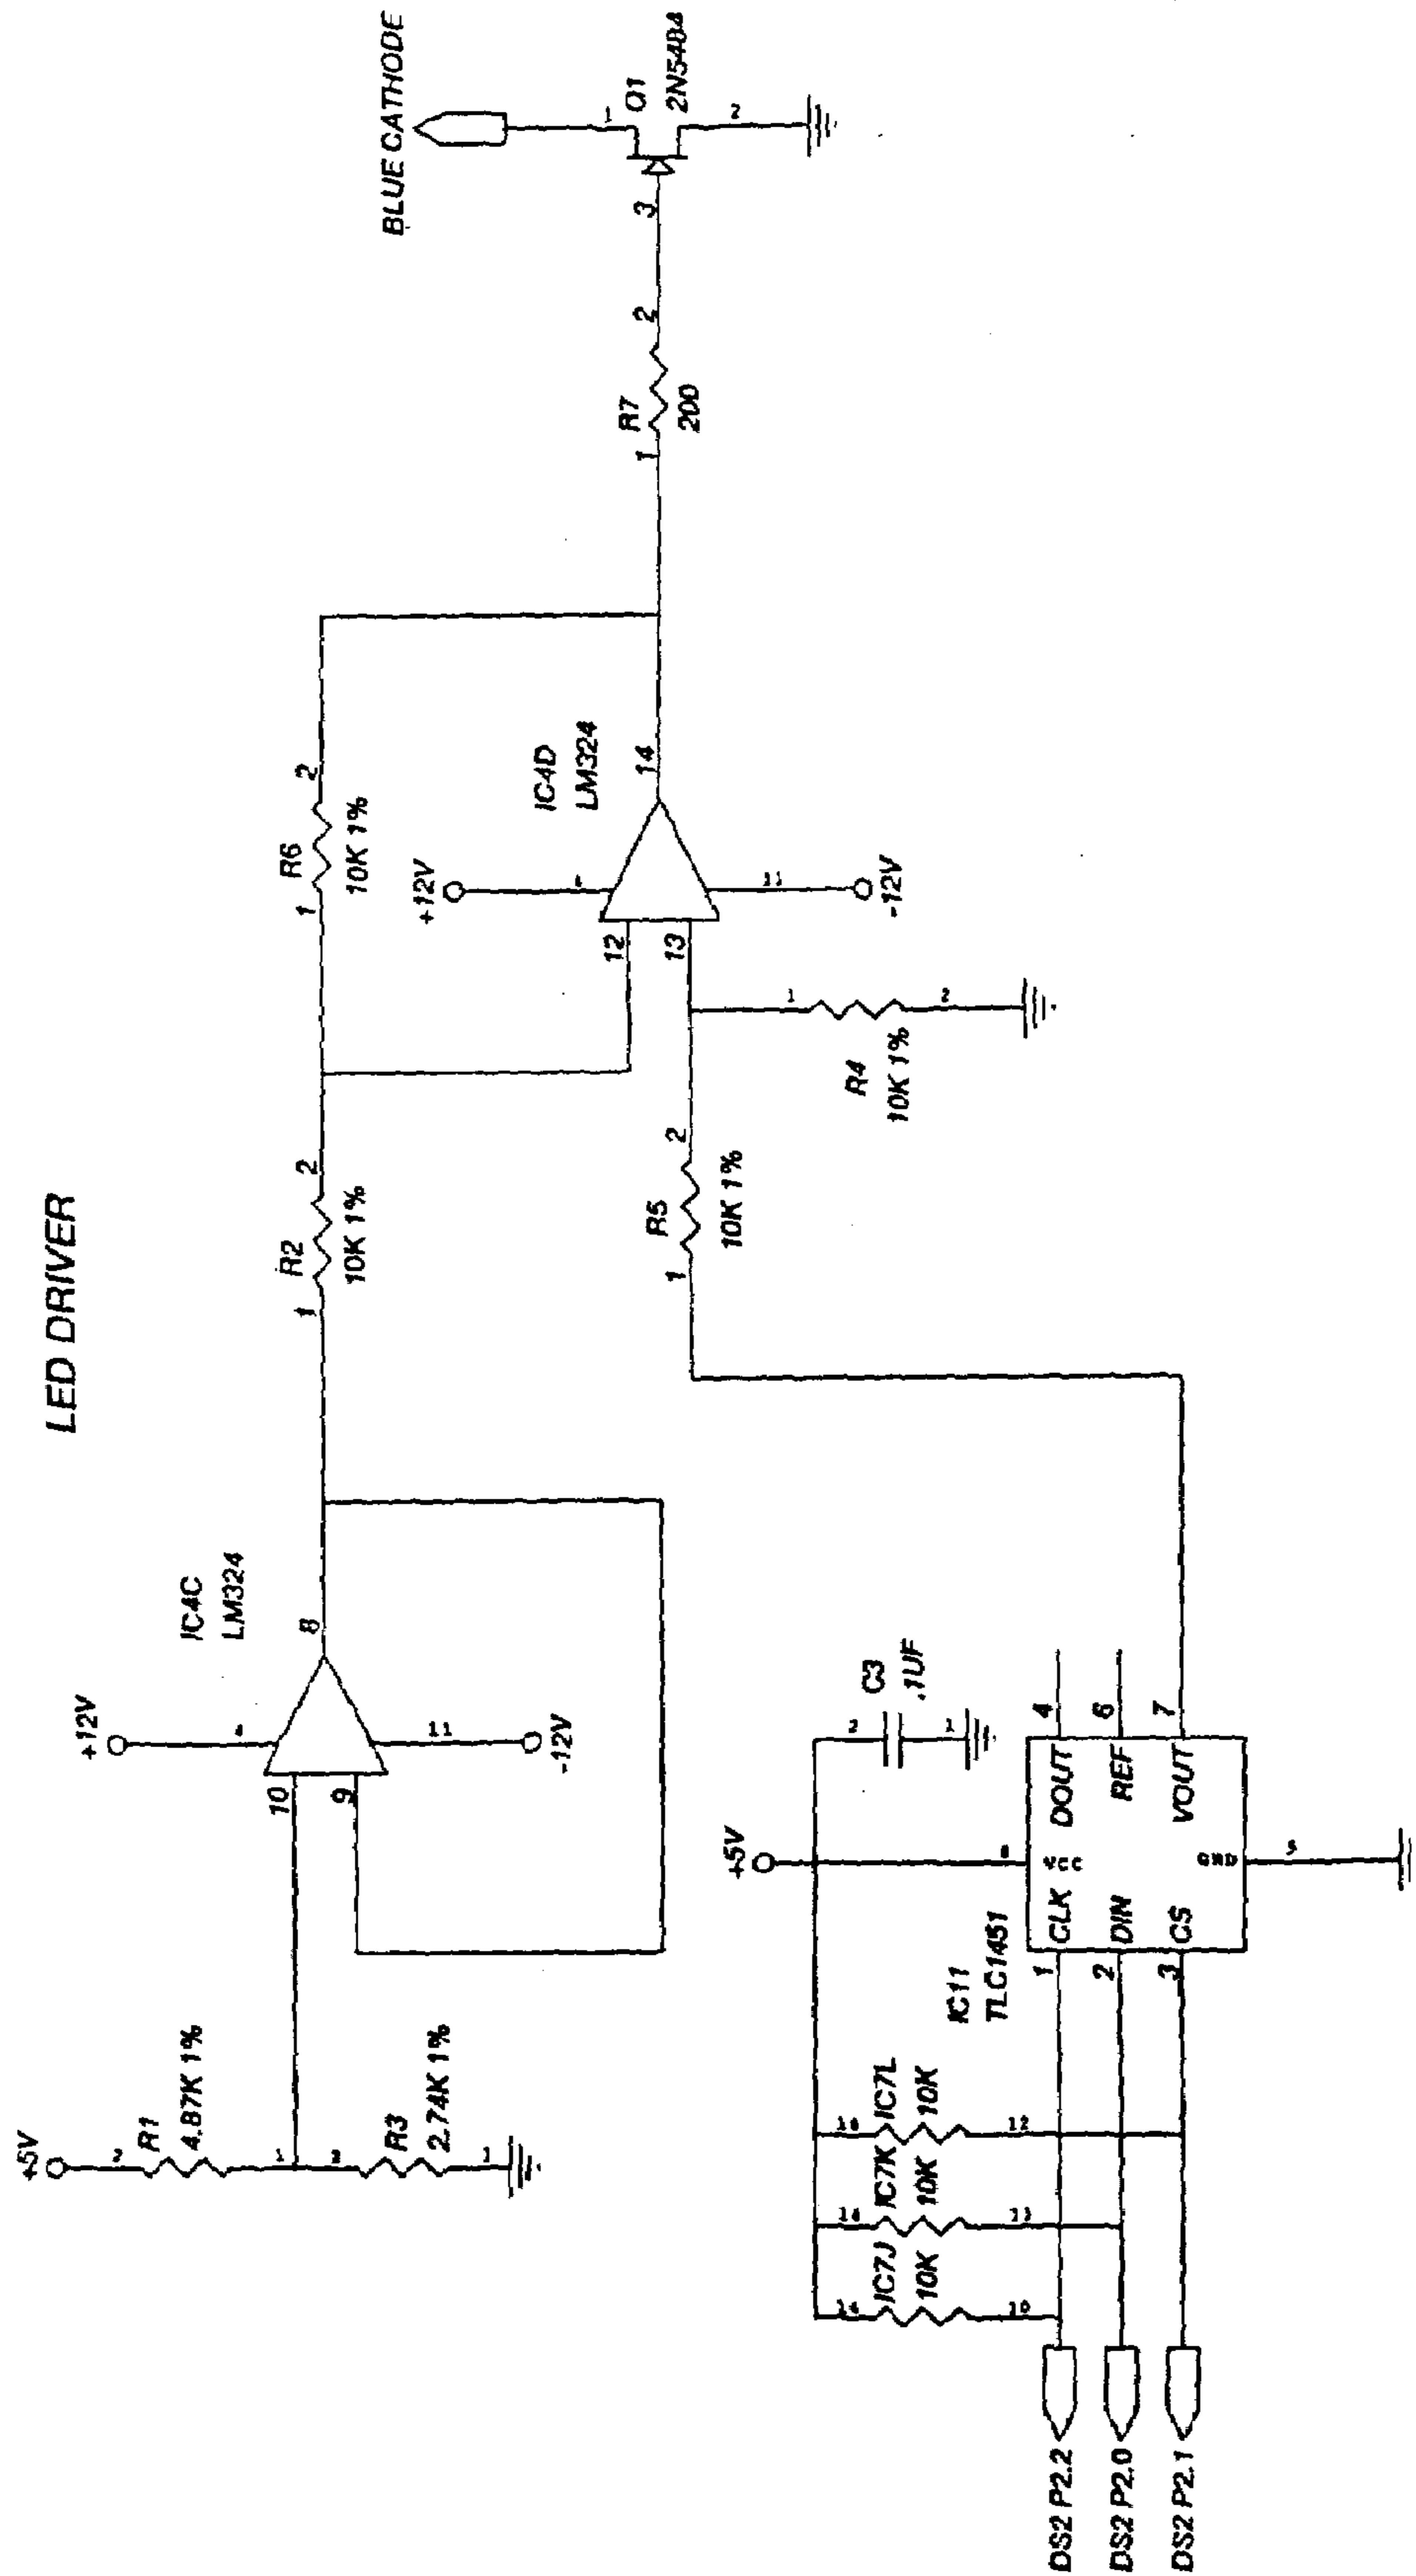 LED DRIVER
+5V
2
R1
4.87K 1%
1
2
R3
2.74K 1%
1
+12V
4
IC4C
LM324
10
9
8
11
-12V
1
R2
2
10K 1%
1
R6
2
10K 1%
+12V
4
IC4D
LM324
12
13
14
11
-12V
1
R5
2
10K 1%
1
2
R4
10K 1%
1
R7
2
200
3
1
Q1
2N5484
2
BLUE CATHODE
+5V
2
C3
.1UF
1
IC7J
10K
10
IC7K
10K
13
IC7L
10K
12
IC11
TLC1451
8
VCC
1
CLK
DOUT
4
2
DIN
REF
6
3
CS
VOUT
7
GND
5
DS2 P2.2
DS2 P2.0
DS2 P2.1